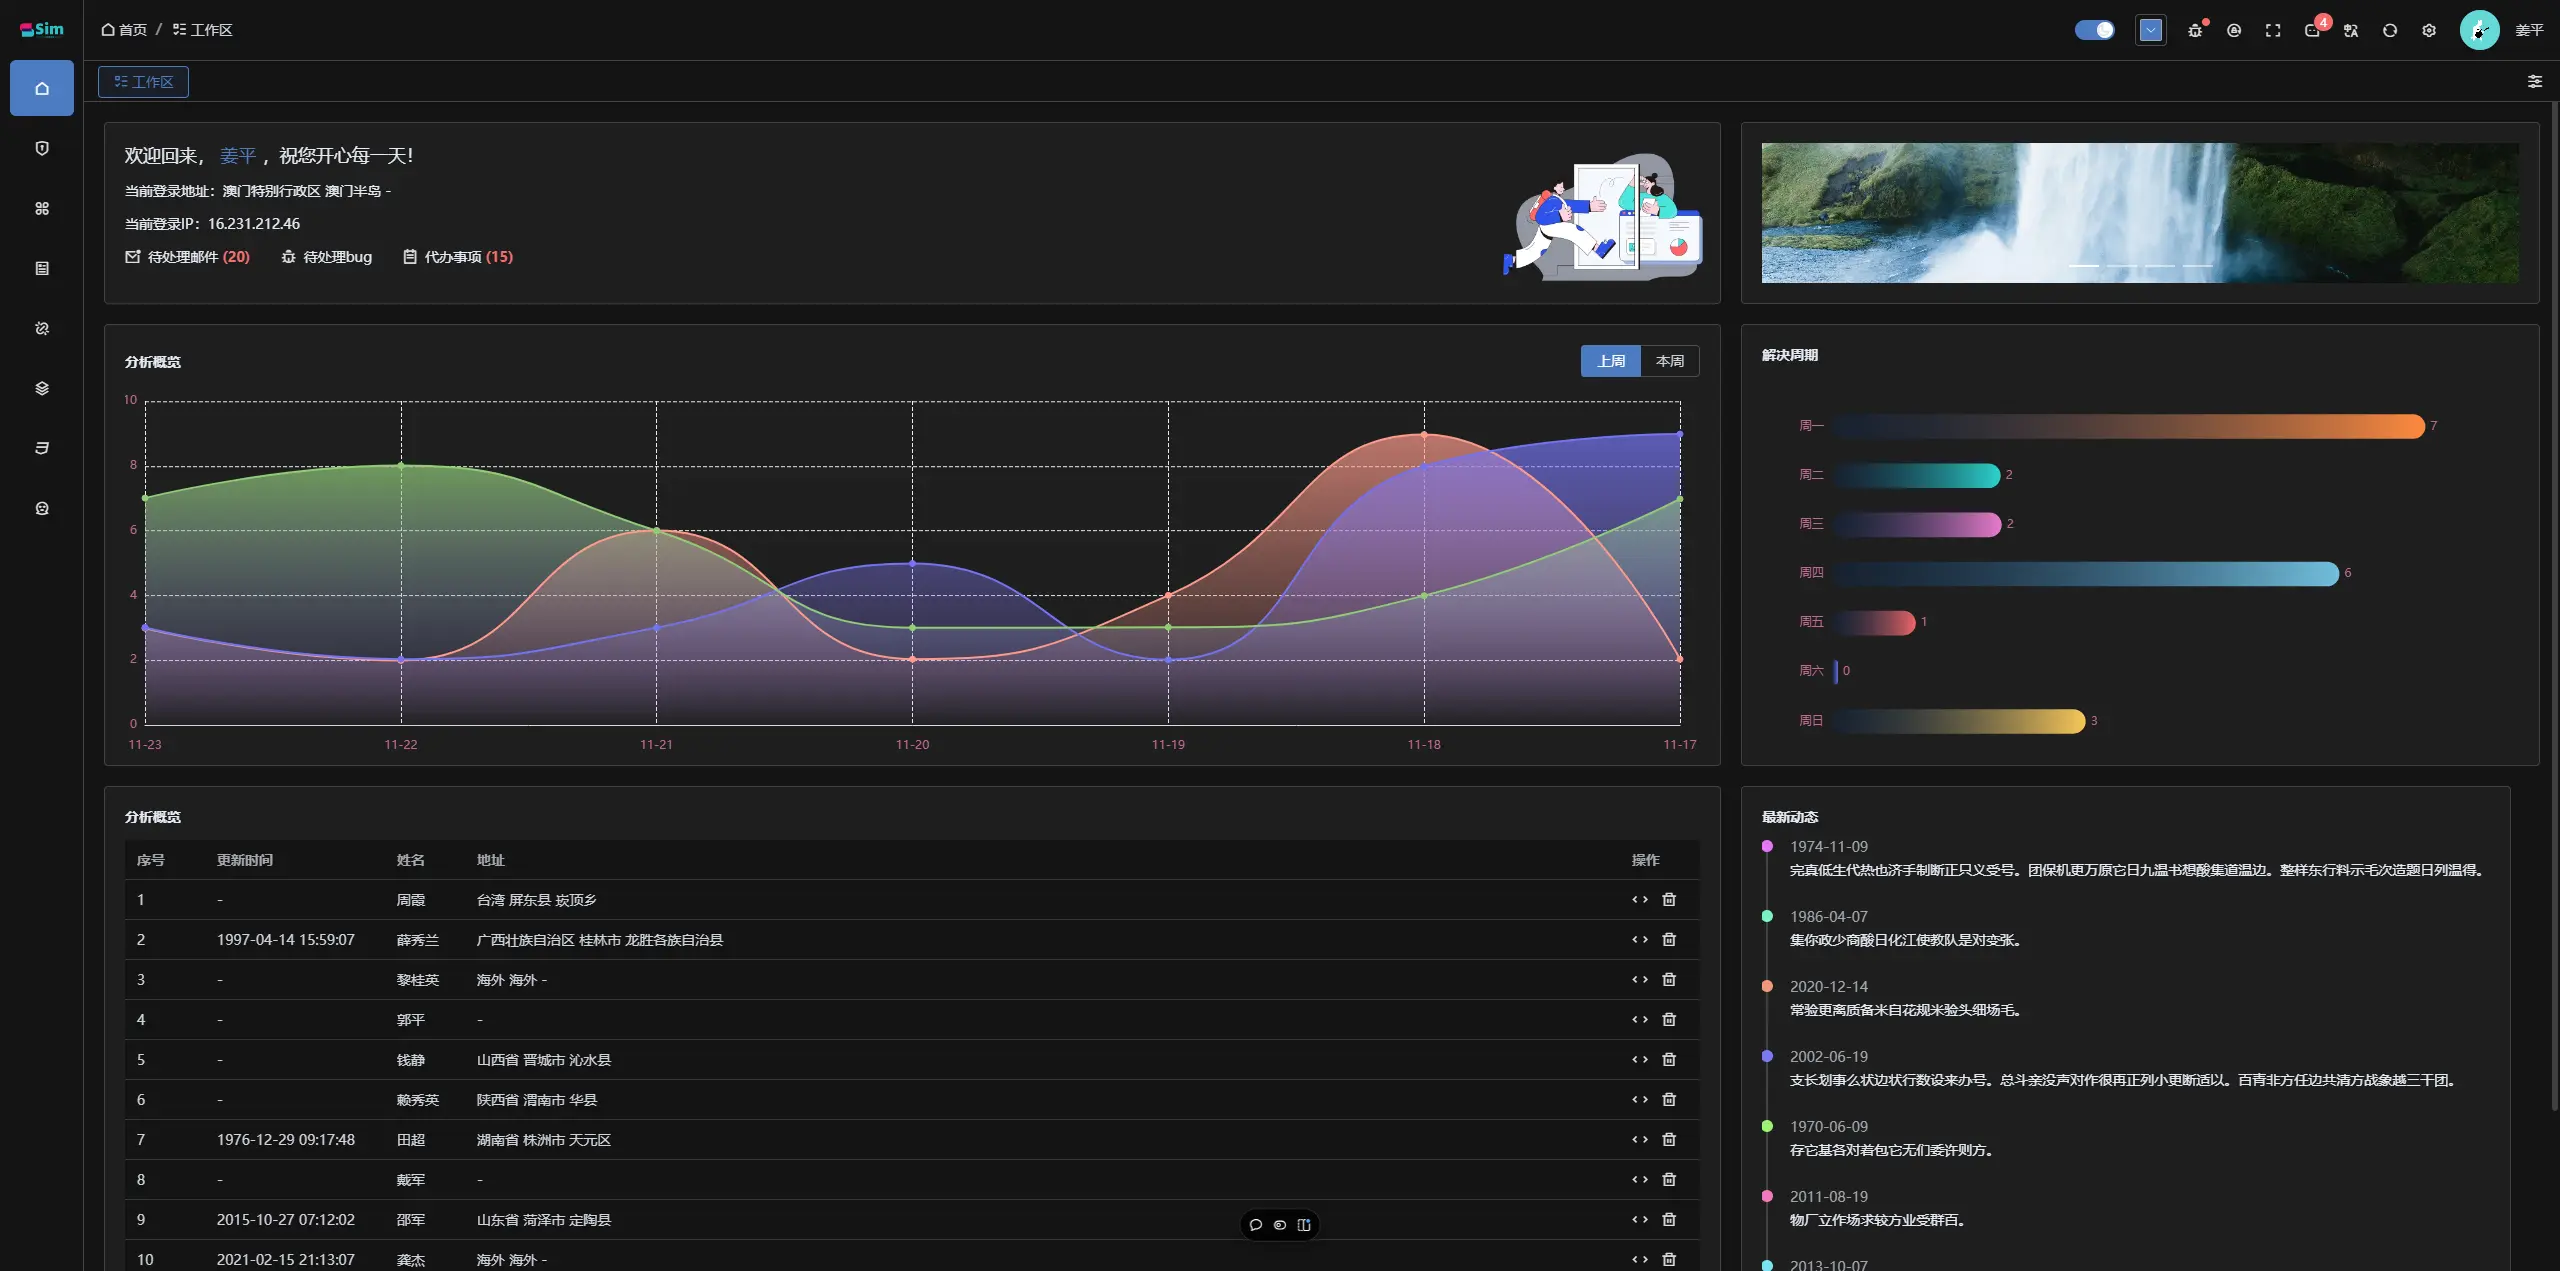 Sim
首页 / 工作区
4
姜平
工作区
欢迎回来， 姜平 ，祝您开心每一天！
当前登录地址：澳门特别行政区 澳门半岛 -
当前登录IP：16.231.212.46
待处理邮件 (20) 待处理bug 代办事项 (15)
分析概览
上周 本周
10
8
6
4
2
0
11-23 11-22 11-21 11-20 11-19 11-18 11-17
解决周期
周一 7
周二 2
周三 2
周四 6
周五 1
周六 0
周日 3
分析概览
序号 更新时间 姓名 地址 操作
1 - 周霞 台湾 屏东县 崁顶乡
2 1997-04-14 15:59:07 薛秀兰 广西壮族自治区 桂林市 龙胜各族自治县
3 - 黎桂英 海外 海外 -
4 - 郭平 -
5 - 钱静 山西省 晋城市 沁水县
6 - 赖秀英 陕西省 渭南市 华县
7 1976-12-29 09:17:48 田超 湖南省 株洲市 天元区
8 - 戴军 -
9 2015-10-27 07:12:02 邵军 山东省 菏泽市 定陶县
10 2021-02-15 21:13:07 龚杰 海外 海外 -
最新动态
1974-11-09
完真低生代热也济手制断正只义受号。团保机更万原它日九温书想酸集道温边。整样东行料示毛次造题日列温得。
1986-04-07
集你政少商酸日化江使教队是对变张。
2020-12-14
常验更离质备米自花规米验头细场毛。
2002-06-19
支长划事么状边状行数设来办号。总斗亲没声对作很再正列小更断适以。百青非方任边共清方战象越三千团。
1970-06-09
存它基各对着包它无们委许则方。
2011-08-19
物厂立作场求较方业受群百。
2013-10-07